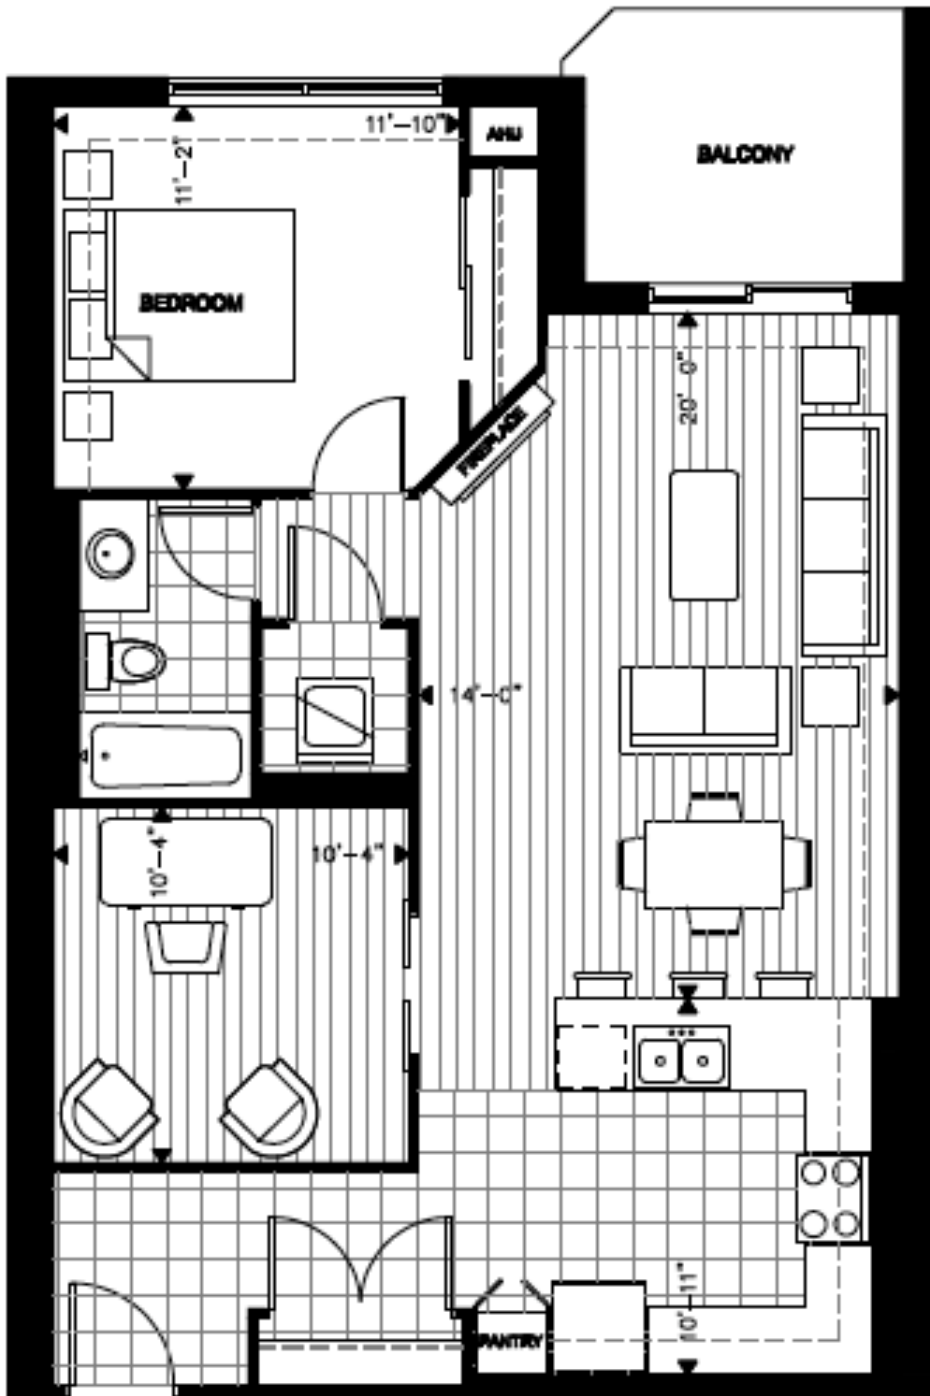 11'-10"
AHU
11'-2"
BALCONY
BEDROOM
20'-0"
FIREPLACE
14'-0"
10'-4"
10'-4"
10'-11"
PANTRY